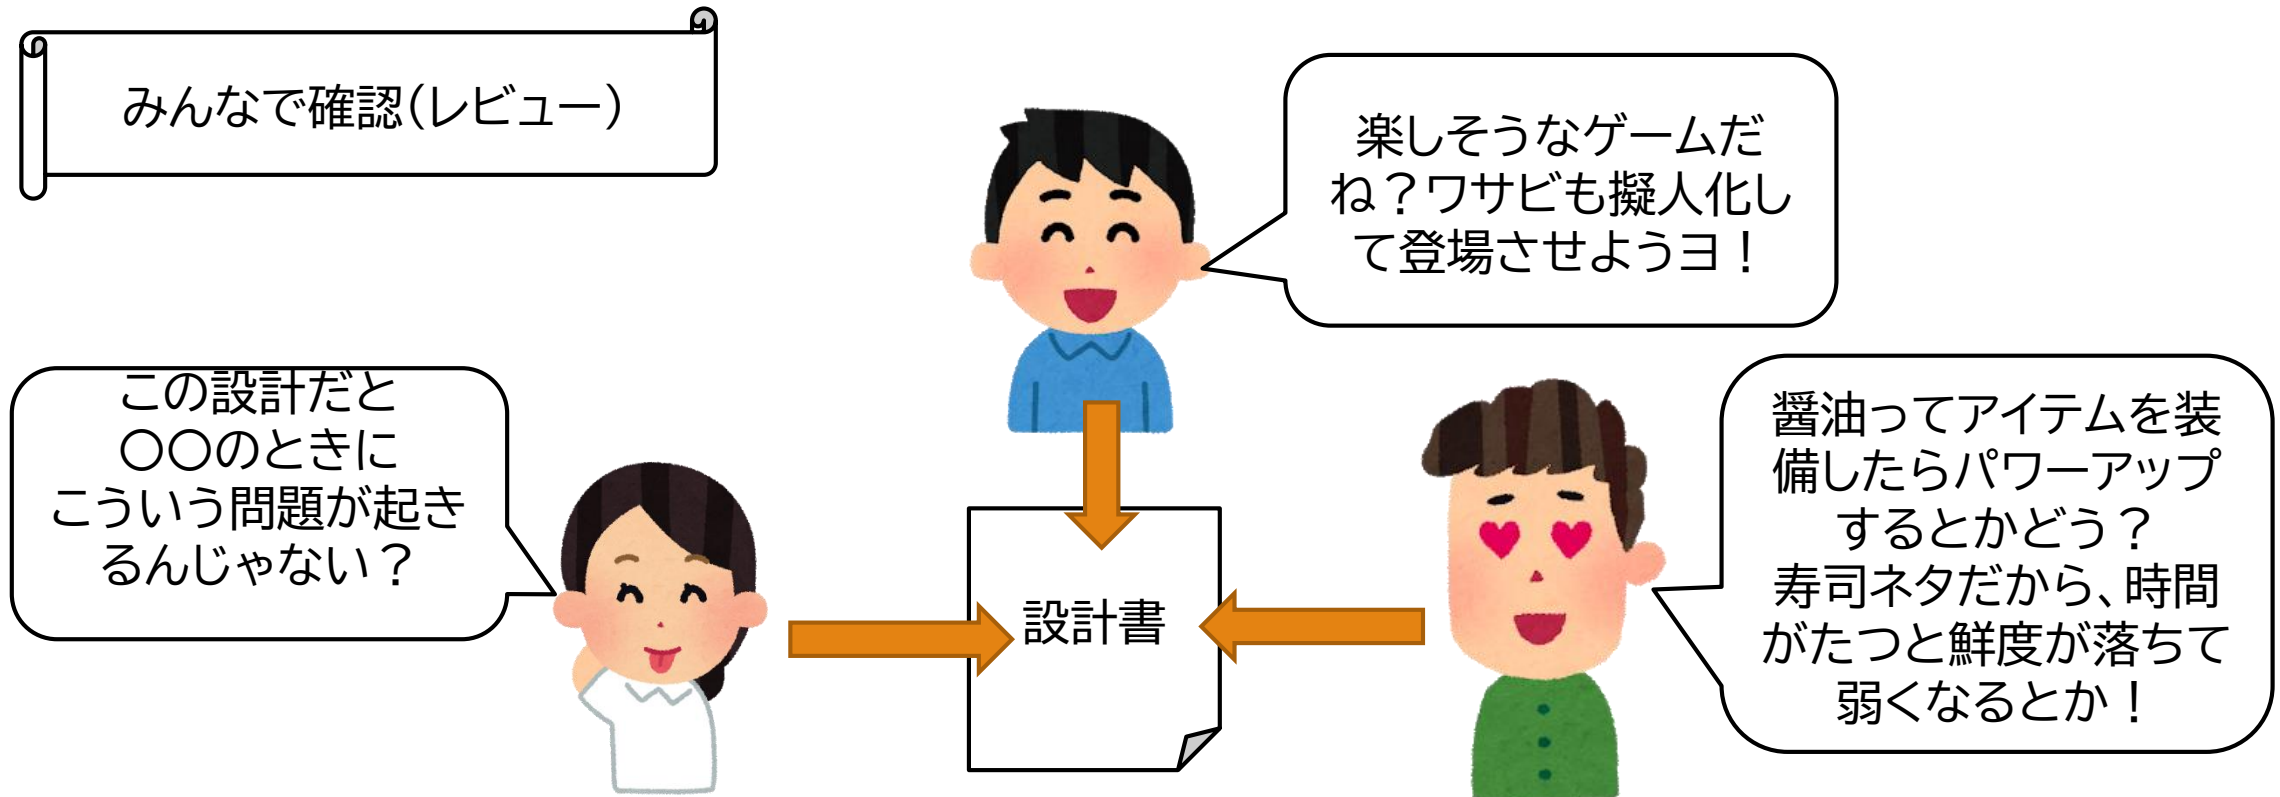 みんなで確認(レビュー)
楽しそうなゲームだ
ね？ワサビも擬人化し
て登場させようヨ！
この設計だと
〇〇のときに
こういう問題が起き
るんじゃない？
醤油ってアイテムを装
備したらパワーアップ
するとかどう？
寿司ネタだから、時間
がたつと鮮度が落ちて
弱くなるとか！
設計書